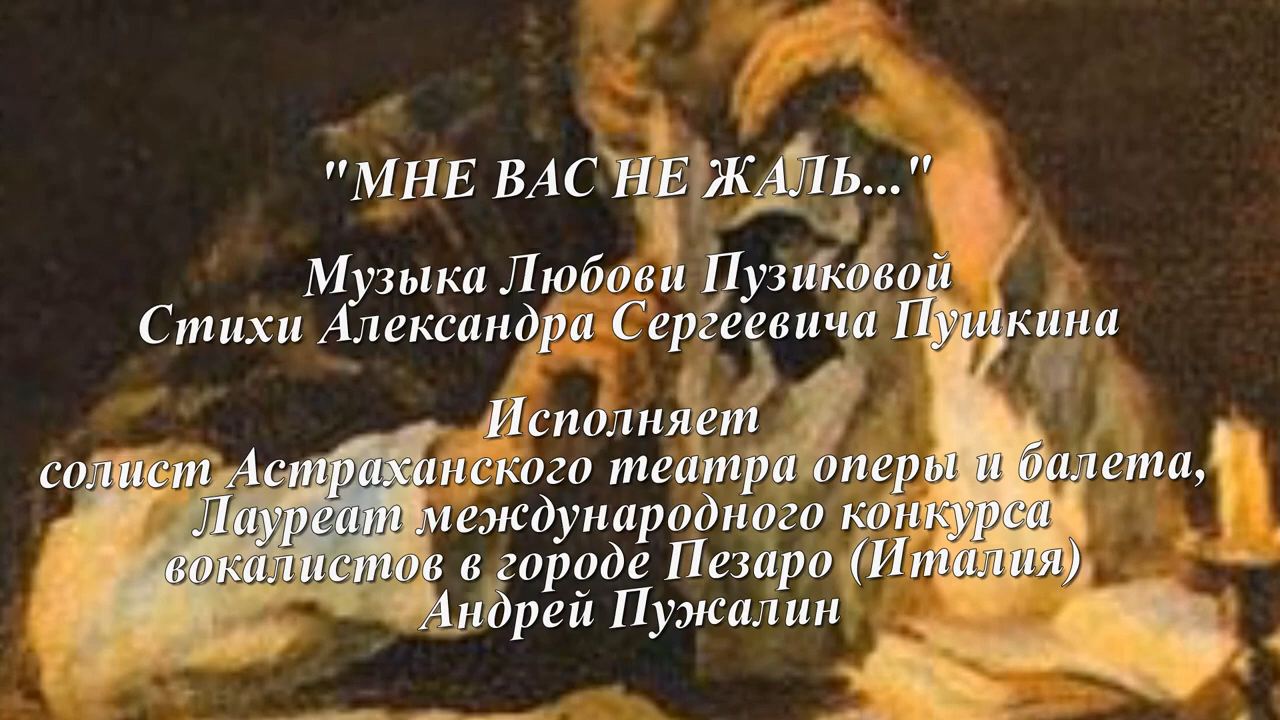 "МНЕ ВАС НЕ ЖАЛЬ..."
Музыка Любови Пузиковой
Стихи Александра Сергеевича Пушкина
Исполняет
солист Астраханского театра оперы и балета,
Лауреат международного конкурса
вокалистов в городе Пезаро (Италия)
Андрей Пужалин